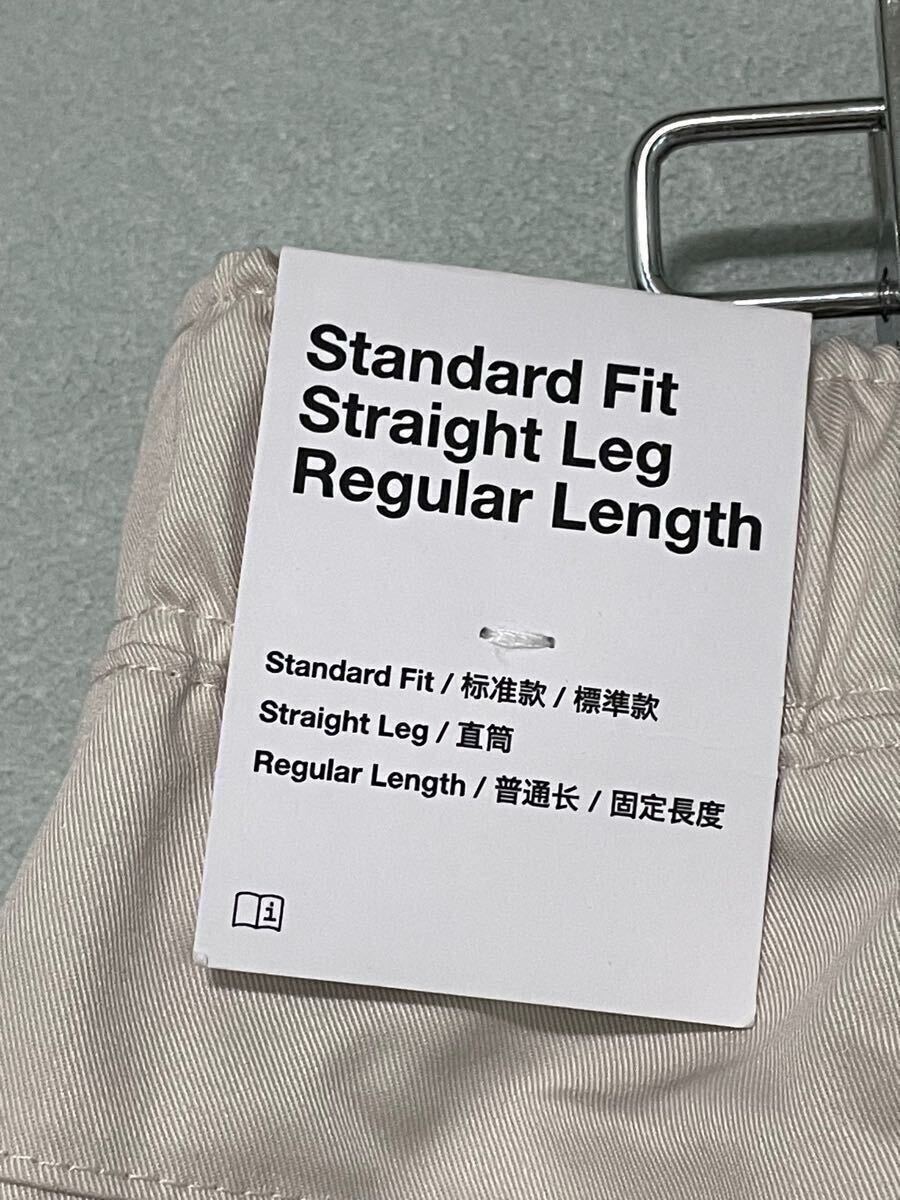 Standard Fit
Straight Leg
Regular Length
Standard Fit / 标准款 / 標準款
Straight Leg / 直筒
Regular Length / 普通长 / 固定長度
i